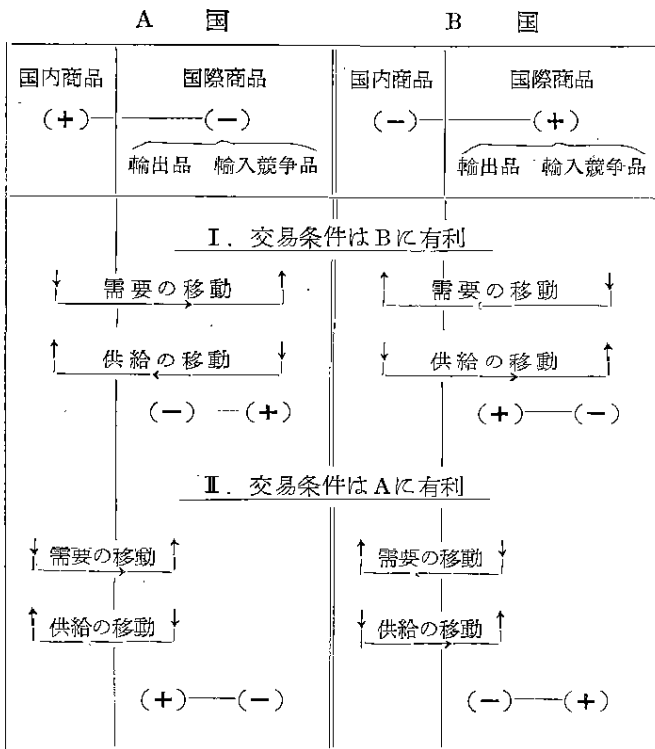 A 国 B 国
国内商品 国際商品 国内商品 国際商品
(+) (−) (−) (+)
輸出品 輸入競争品 輸出品 輸入競争品
I. 交易条件はBに有利
↓ 需要の移動 ↑ ↑ 需要の移動 ↓
↑ 供給の移動 ↓ ↓ 供給の移動 ↑
(−) (+) (+) (−)
II. 交易条件はAに有利
↓ 需要の移動 ↑ ↑ 需要の移動 ↓
↑ 供給の移動 ↓ ↓ 供給の移動 ↑
(+) (−) (−) (+)